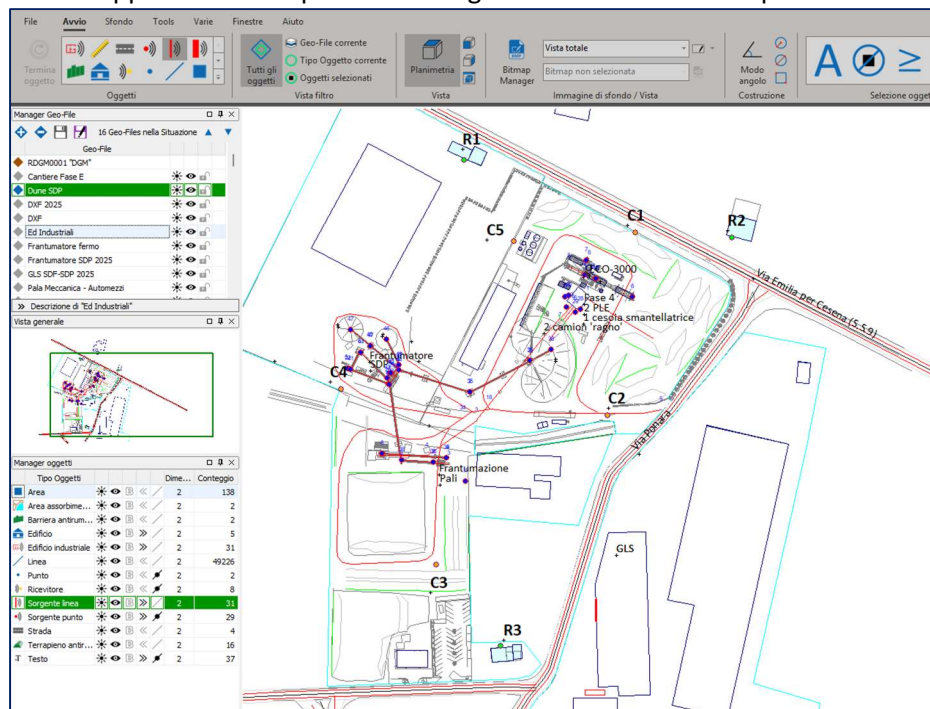 File Avvio Sfondo Tools Varie Finestre Aiuto
Termina oggetto
Oggetti
Tutti gli oggetti
Geo-File corrente
Tipo Oggetto corrente
Oggetti selezionati
Vista filtro
Planimetria
Vista
Bitmap Manager
Vista totale
Bitmap non selezionata
Immagine di sfondo / Vista
Modo angolo
Costruzione
Selezione ogget
Manager Geo-File
16 Geo-Files nella Situazione
Geo-File
RDGM0001 "DGM"
Cantiere Fase E
Dune SDP
DXF 2025
DXF
Ed Industriali
Frantumatore fermo
Frantumatore SDP 2025
GLS SDF-SDP 2025
Pala Meccanica - Automezzi
Descrizione di "Ed Industriali"
Vista generale
Manager oggetti
Tipo Oggetti Dime... Conteggio
Area 2 138
Area assorbime... 2 2
Barriera antirum... 2 2
Edificio 2 5
Edificio industriale 2 31
Linea 2 49226
Punto 2 2
Ricevitore 2 8
Sorgente linea 2 31
Sorgente punto 2 29
Strada 2 4
Terrapieno antir... 2 16
Testo 2 37
R1
C1
R2
C5
CO-3000
Via Emilia per Cesena (S.S.9)
Fase 4
2 PLE
1 cesoia smantellatrice
2 camion 'ragno'
Frantumatore
SDP
C4
C2
Via Ponara
Frantumazione
Pali
GLS
C3
R3